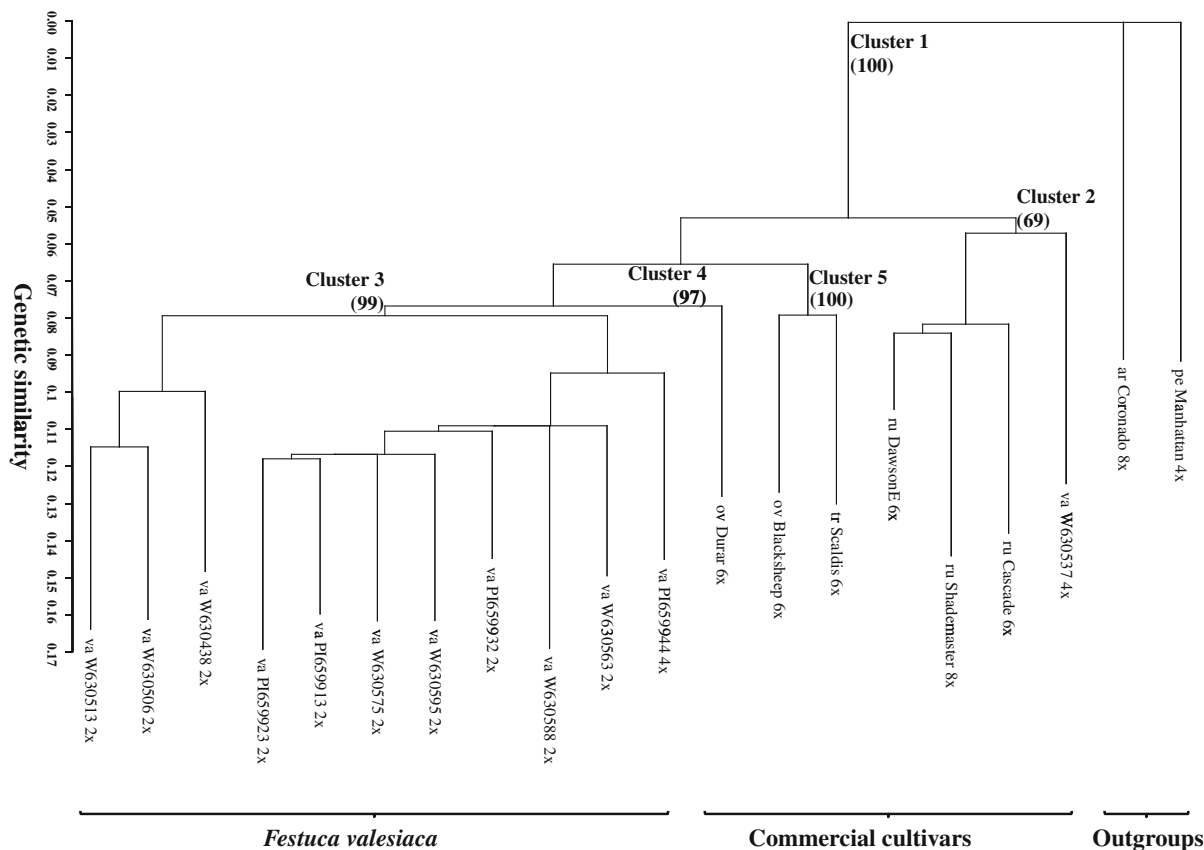 0.00
0.01
0.02
0.03
0.04
0.05
0.06
0.07
0.08
0.09
0.1
0.11
0.12
0.13
0.14
0.15
0.16
0.17
Genetic similarity
Cluster 1
(100)
Cluster 2
(69)
Cluster 3
(99)
Cluster 4
(97)
Cluster 5
(100)
va W630513 2x
va W630506 2x
va W630438 2x
va PI659923 2x
va PI659913 2x
va W630575 2x
va W630595 2x
va PI659932 2x
va W630588 2x
va W630563 2x
va PI659944 4x
ov Durar 6x
ov Blacksheep 6x
tr Scaldis 6x
ru DawsonE 6x
ru Shademaster 8x
ru Cascade 6x
va W630537 4x
ar Coronado 8x
pe Manhattan 4x
Festuca valesiaca
Commercial cultivars
Outgroups